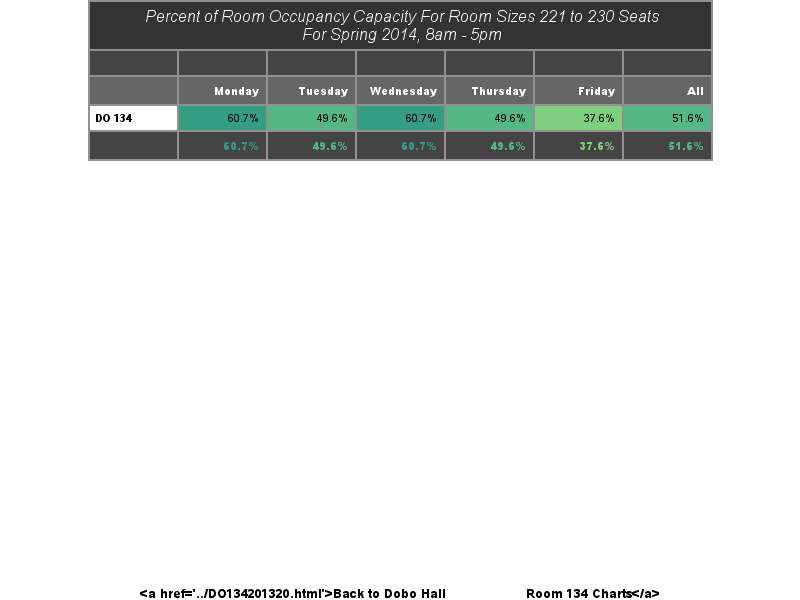 Percent of Room Occupancy Capacity For Room Sizes 221 to 230 Seats
For Spring 2014, 8am - 5pm
Monday Tuesday Wednesday Thursday Friday All
DO 134 60.7% 49.6% 60.7% 49.6% 37.6% 51.6%
60.7% 49.6% 60.7% 49.6% 37.6% 51.6%
<a href='../DO134201320.html'>Back to Dobo Hall Room 134 Charts</a>